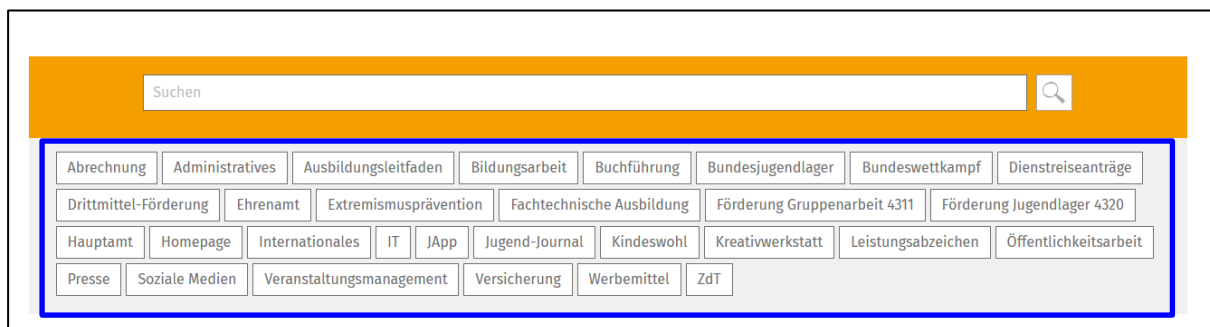 Suchen
Abrechnung Administratives Ausbildungsleitfaden Bildungsarbeit Buchführung Bundesjugendlager Bundeswettkampf Dienstreiseanträge
Drittmittel-Förderung Ehrenamt Extremismusprävention Fachtechnische Ausbildung Förderung Gruppenarbeit 4311 Förderung Jugendlager 4320
Hauptamt Homepage Internationales IT JApp Jugend-Journal Kindeswohl Kreativwerkstatt Leistungsabzeichen Öffentlichkeitsarbeit
Presse Soziale Medien Veranstaltungsmanagement Versicherung Werbemittel ZdT